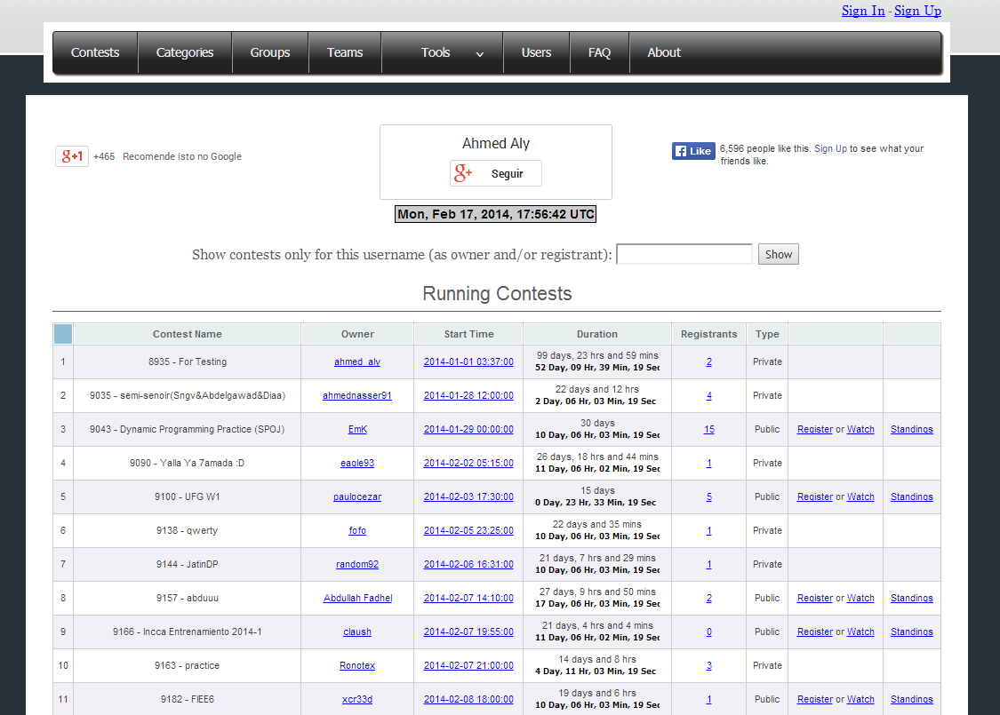 Sign In - Sign Up
Contests Categories Groups Teams Tools Users FAQ About
g+1 +465 Recomende isto no Google
Ahmed Aly
g+ Seguir
f Like 6,596 people like this. Sign Up to see what your
friends like.
Mon, Feb 17, 2014, 17:56:42 UTC
Show contests only for this username (as owner and/or registrant): Show
Running Contests
Contest Name Owner Start Time Duration Registrants Type
1 8935 - For Testing ahmed_aly 2014-01-01 03:37:00 99 days, 23 hrs and 59 mins 2 Private
52 Day, 09 Hr, 39 Min, 19 Sec
2 9035 - semi-senoir(Sngv&Abdelgawad&Diaa) ahmednasser91 2014-01-28 12:00:00 22 days and 12 hrs 4 Private
2 Day, 06 Hr, 03 Min, 19 Sec
3 9043 - Dynamic Programming Practice (SPOJ) EmK 2014-01-29 00:00:00 30 days 15 Public Register or Watch Standings
10 Day, 06 Hr, 03 Min, 19 Sec
4 9090 - Yalla Ya 7amada :D eagle93 2014-02-02 05:15:00 26 days, 18 hrs and 44 mins 1 Private
11 Day, 06 Hr, 02 Min, 19 Sec
5 9100 - UFG W1 paulocezar 2014-02-03 17:30:00 15 days 5 Public Register or Watch Standings
0 Day, 23 Hr, 33 Min, 19 Sec
6 9138 - qwerty fofo 2014-02-05 23:25:00 22 days and 35 mins 1 Private
10 Day, 06 Hr, 03 Min, 19 Sec
7 9144 - JatinDP random92 2014-02-06 16:31:00 21 days, 7 hrs and 29 mins 1 Private
10 Day, 06 Hr, 03 Min, 19 Sec
8 9157 - abduuu Abdullah Fadhel 2014-02-07 14:10:00 27 days, 9 hrs and 50 mins 2 Public Register or Watch Standings
17 Day, 06 Hr, 03 Min, 19 Sec
9 9166 - Incca Entrenamiento 2014-1 claush 2014-02-07 19:55:00 21 days, 4 hrs and 4 mins 0 Public Register or Watch Standings
11 Day, 06 Hr, 02 Min, 19 Sec
10 9163 - practice Ronotex 2014-02-07 21:00:00 14 days and 8 hrs 3 Private
4 Day, 11 Hr, 03 Min, 19 Sec
11 9182 - FIEE6 xcr33d 2014-02-08 18:00:00 19 days and 6 hrs 1 Public Register or Watch Standings
10 Day, 06 Hr, 03 Min, 19 Sec